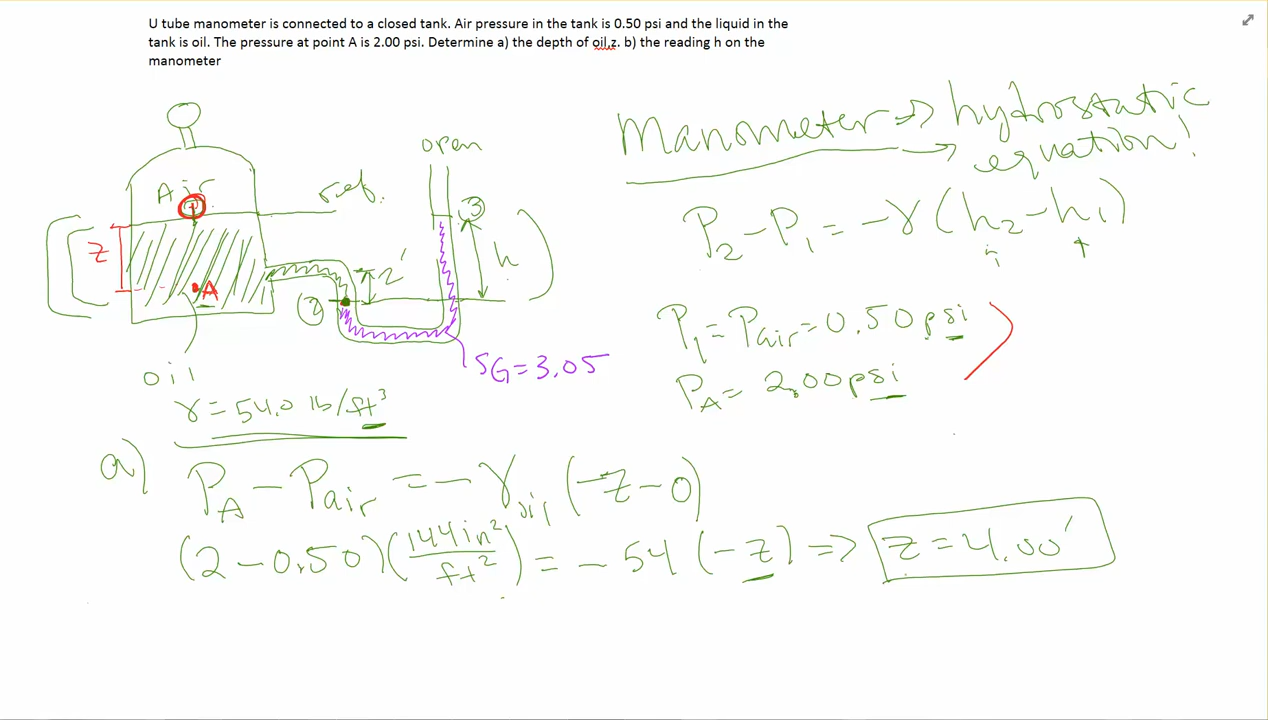 U tube manometer is connected to a closed tank. Air pressure in the tank is 0.50 psi and the liquid in the
tank is oil. The pressure at point A is 2.00 psi. Determine a) the depth of oil,z. b) the reading h on the
manometer
Manometer → hydrostatic
→ equation!
open
Air
ref.
1
3
P₂ - P₁ = -γ (h₂ - h₁)
z
A
2'
h
2
P₁ = Pair = 0.50 psi
SG = 3.05
PA = 2.00 psi
oil
γ = 54.0 lb/ft³
a) PA - Pair = -γoil (-z - 0)
(2 - 0.50)(144in²/ft²) = -54 (-z) => z = 4.00'